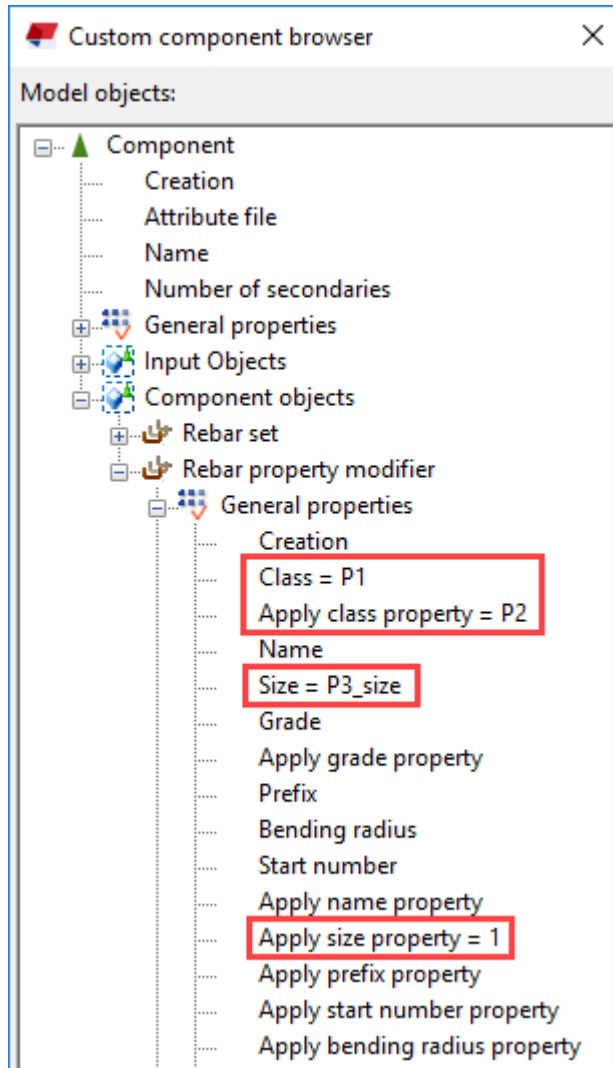 Custom component browser
Model objects:
Component
Creation
Attribute file
Name
Number of secondaries
General properties
Input Objects
Component objects
Rebar set
Rebar property modifier
General properties
Creation
Class = P1
Apply class property = P2
Name
Size = P3_size
Grade
Apply grade property
Prefix
Bending radius
Start number
Apply name property
Apply size property = 1
Apply prefix property
Apply start number property
Apply bending radius property